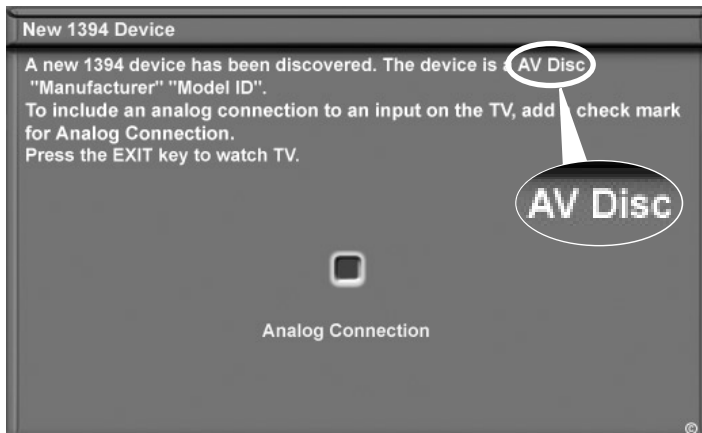 New 1394 Device
A new 1394 device has been discovered. The device is a AV Disc
"Manufacturer" "Model ID".
To include an analog connection to an input on the TV, add check mark
for Analog Connection.
Press the EXIT key to watch TV.
AV Disc
Analog Connection
©